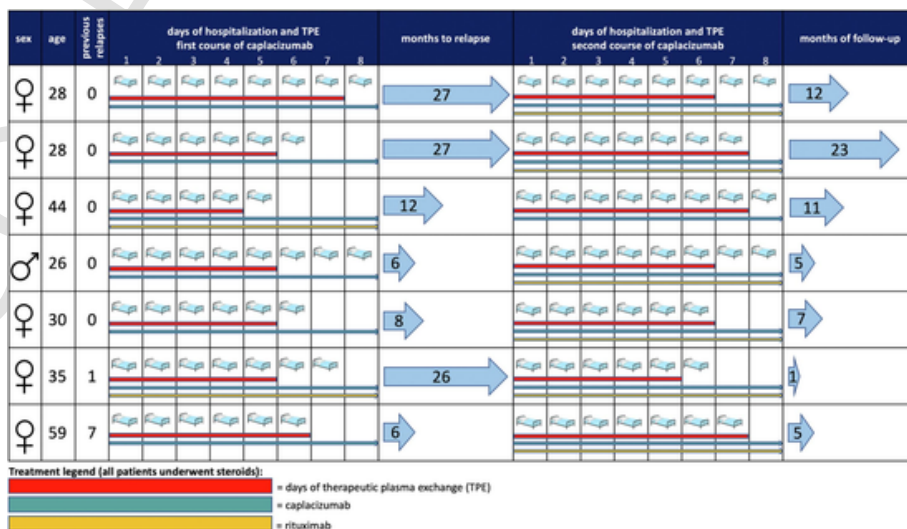 sex age previous relapses days of hospitalization and TPE first course of caplacizumab months to relapse days of hospitalization and TPE second course of caplacizumab months of follow-up
1 2 3 4 5 6 7 8 1 2 3 4 5 6 7 8
♀ 28 0 27 12
♀ 28 0 27 23
♀ 44 0 12 11
♂ 26 0 6 5
♀ 30 0 8 7
♀ 35 1 26 1
♀ 59 7 6 5
Treatment legend (all patients underwent steroids):
= days of therapeutic plasma exchange (TPE)
= caplacizumab
= rituximab